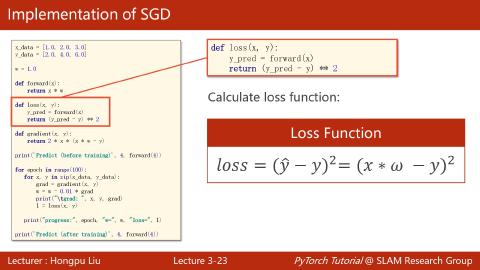 Implementation of SGD
x_data = [1.0, 2.0, 3.0]
y_data = [2.0, 4.0, 6.0]
w = 1.0
def forward(x):
return x * w
def loss(x, y):
y_pred = forward(x)
return (y_pred - y) ** 2
def gradient(x, y):
return 2 * x * (x * w - y)
print('Predict (before training)', 4, forward(4))
for epoch in range(100):
for x, y in zip(x_data, y_data):
grad = gradient(x, y)
w = w - 0.01 * grad
print("\tgrad: ", x, y, grad)
l = loss(x, y)
print("progress:", epoch, "w=", w, "loss=", l)
print('Predict (after training)', 4, forward(4))
def loss(x, y):
y_pred = forward(x)
return (y_pred - y) ** 2
Calculate loss function:
Loss Function
loss = (ŷ − y)²= (x ∗ ω − y)²
Lecturer : Hongpu Liu Lecture 3-23 PyTorch Tutorial @ SLAM Research Group